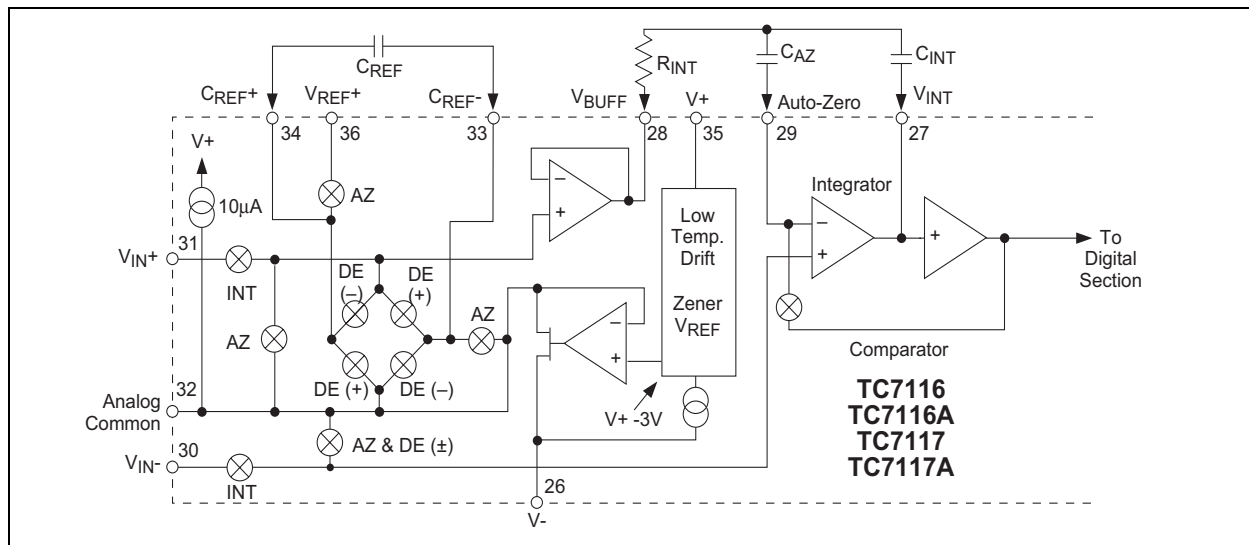 CREF
RINT
CAZ
CINT
CREF+
VREF+
CREF-
VBUFF
V+
Auto-Zero
VINT
34
36
33
28
35
29
27
V+
10μA
AZ
Integrator
–
+
+
To
Digital
Section
–
+
Low
Temp.
Drift
Zener
VREF
31
VIN+
INT
DE
(–)
DE
(+)
AZ
AZ
–
+
DE (+)
DE (–)
Comparator
32
Analog
Common
V+ -3V
TC7116
TC7116A
TC7117
TC7117A
AZ & DE (±)
30
VIN-
INT
26
V-